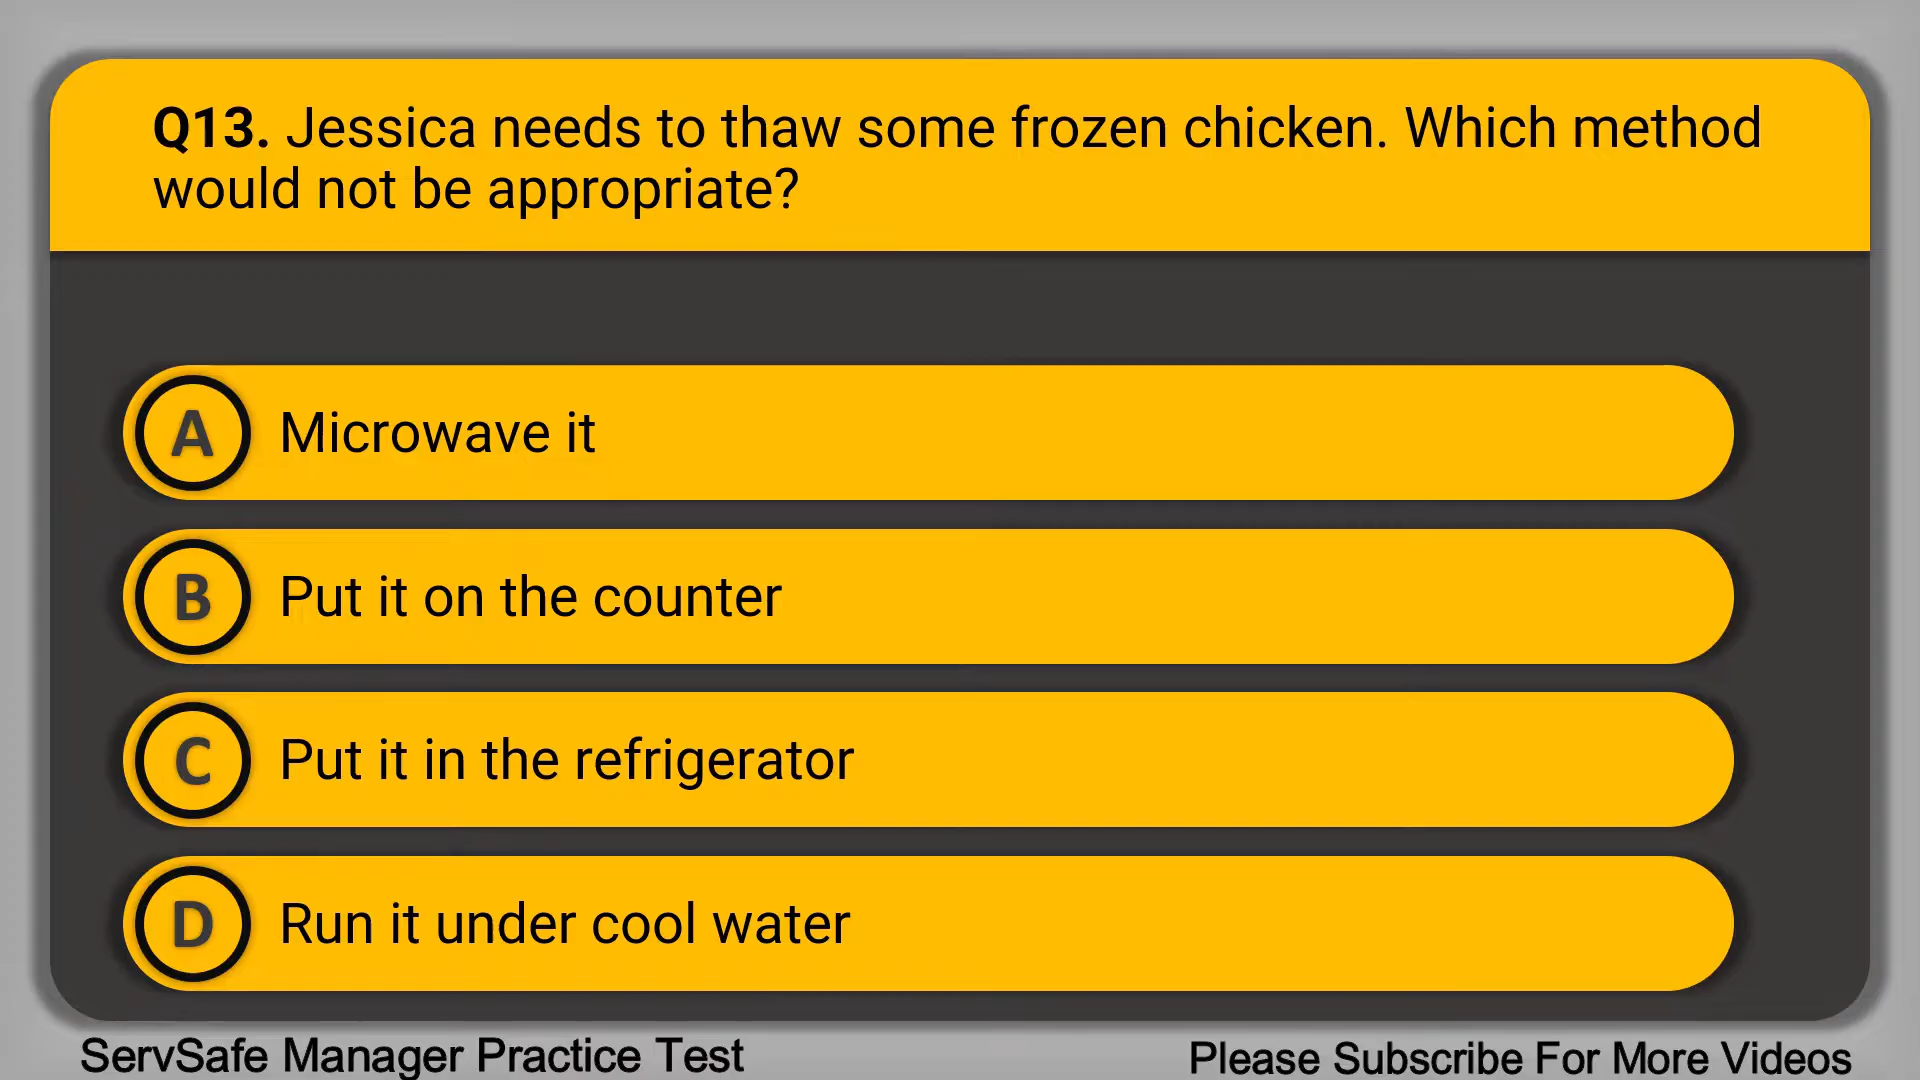 Q13. Jessica needs to thaw some frozen chicken. Which method
would not be appropriate?
A Microwave it
B Put it on the counter
C Put it in the refrigerator
D Run it under cool water
ServSafe Manager Practice Test
Please Subscribe For More Videos